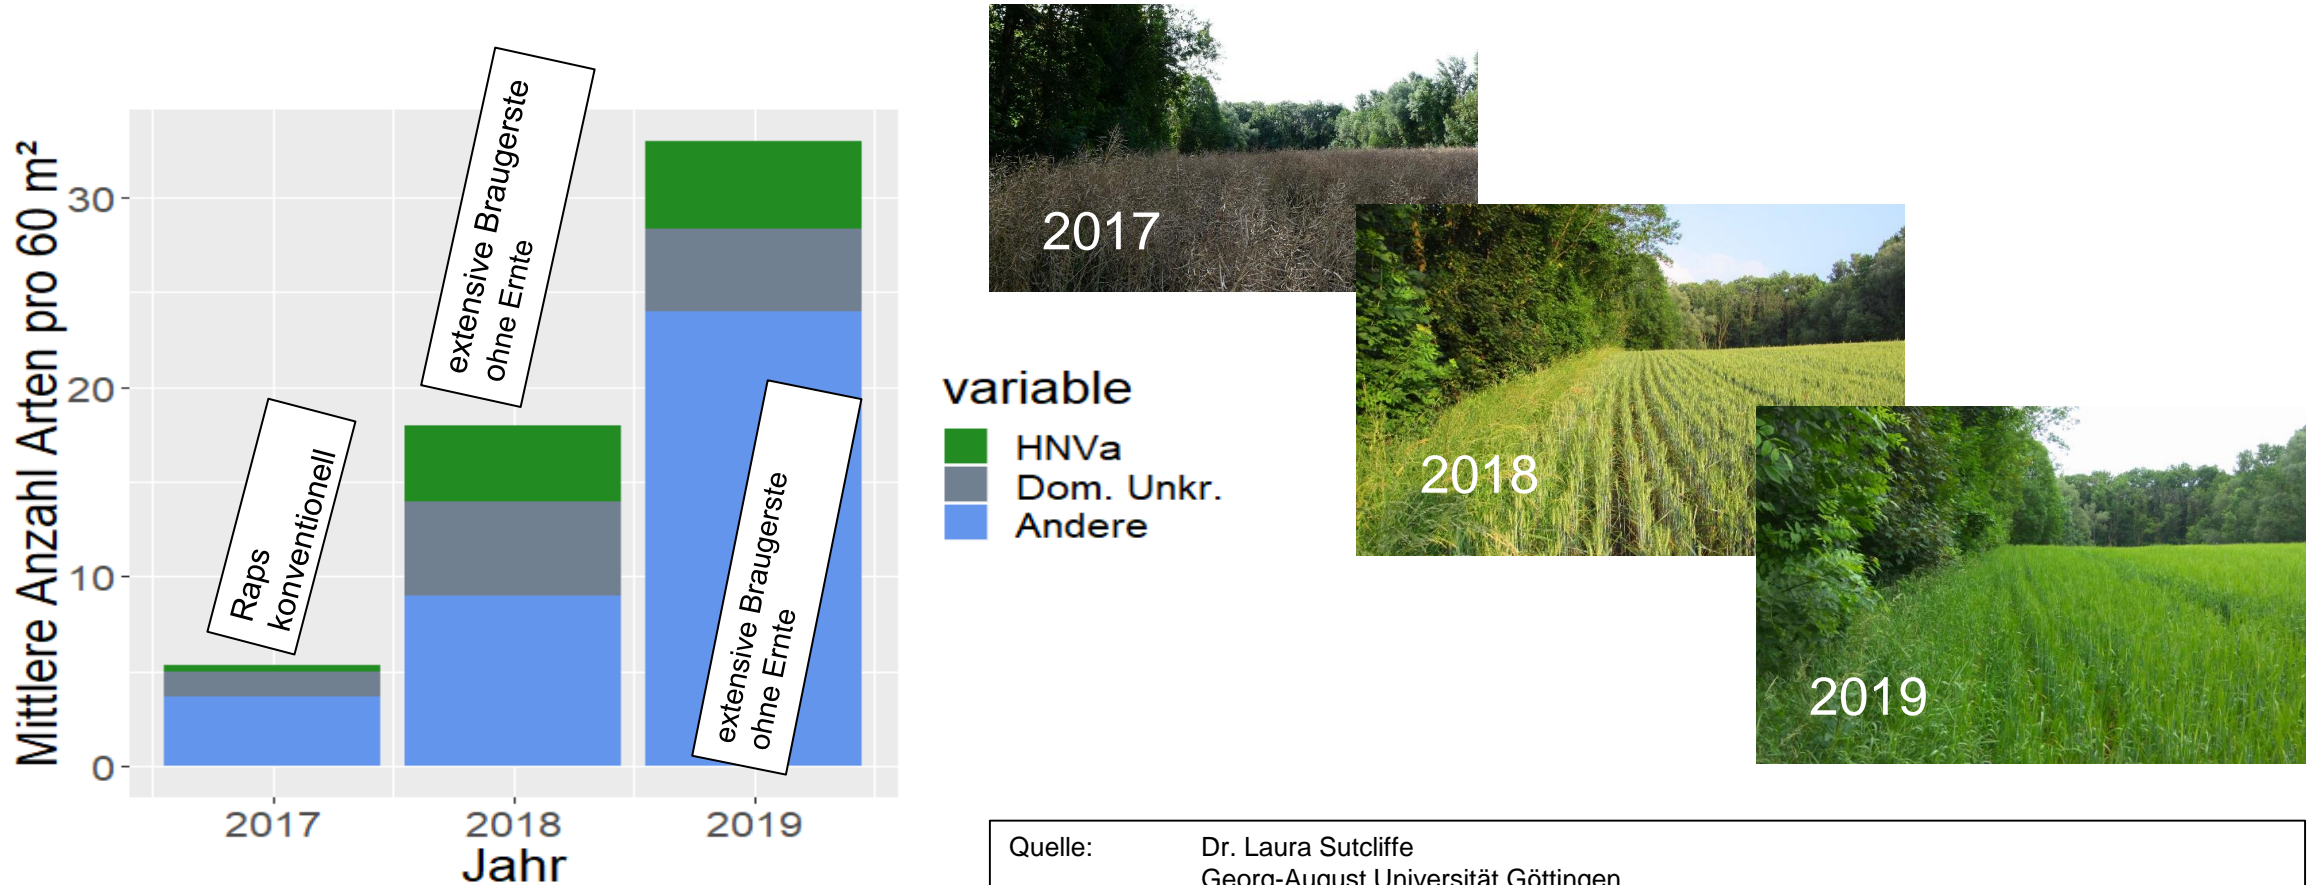 Mittlere Anzahl Arten pro 60 m²
30
20
10
0
Raps
konventionell
extensive Braugerste
ohne Ernte
extensive Braugerste
ohne Ernte
2017
2018
2019
Jahr
variable
HNVa
Dom. Unkr.
Andere
2017
2018
2019
Quelle: Dr. Laura Sutcliffe
Georg-August Universität Göttingen